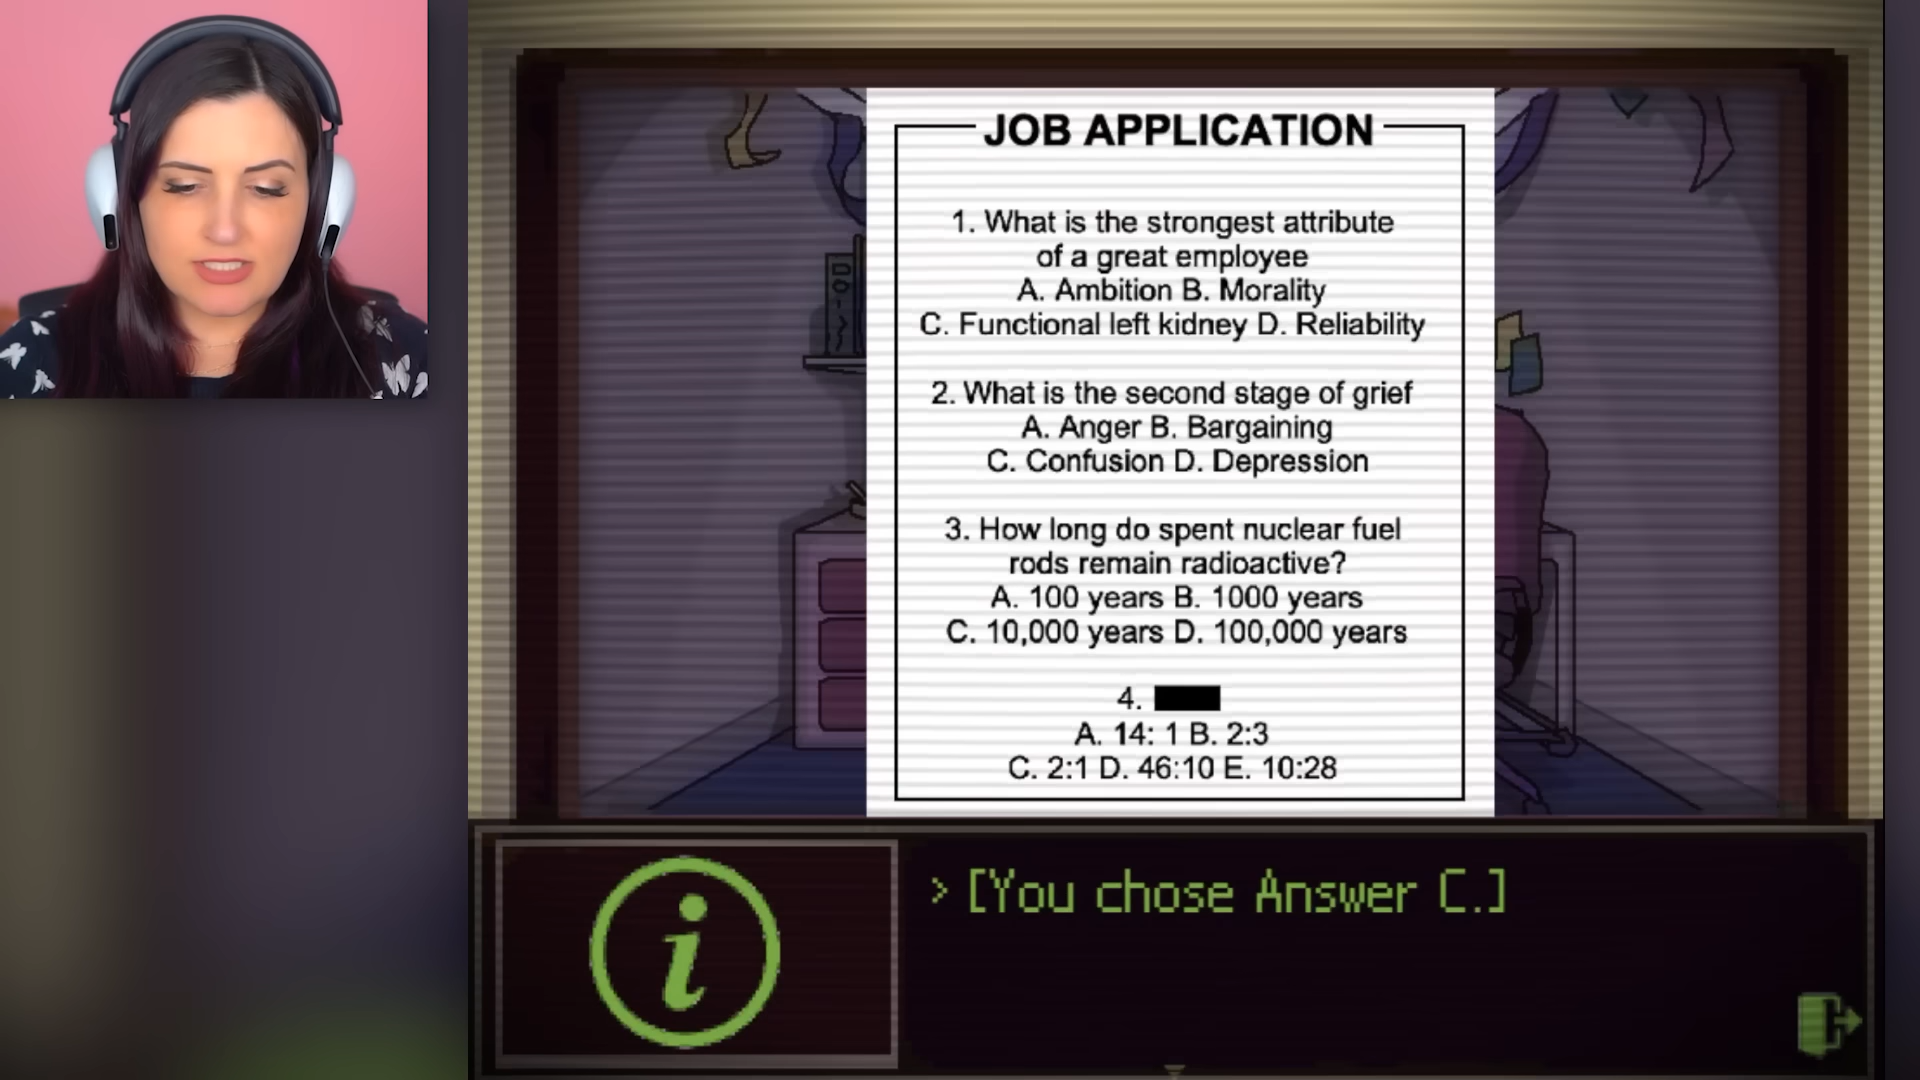 JOB APPLICATION
1. What is the strongest attribute
of a great employee
A. Ambition B. Morality
C. Functional left kidney D. Reliability
2. What is the second stage of grief
A. Anger B. Bargaining
C. Confusion D. Depression
3. How long do spent nuclear fuel
rods remain radioactive?
A. 100 years B. 1000 years
C. 10,000 years D. 100,000 years
4.
A. 14: 1 B. 2:3
C. 2:1 D. 46:10 E. 10:28
> [You chose Answer C.]